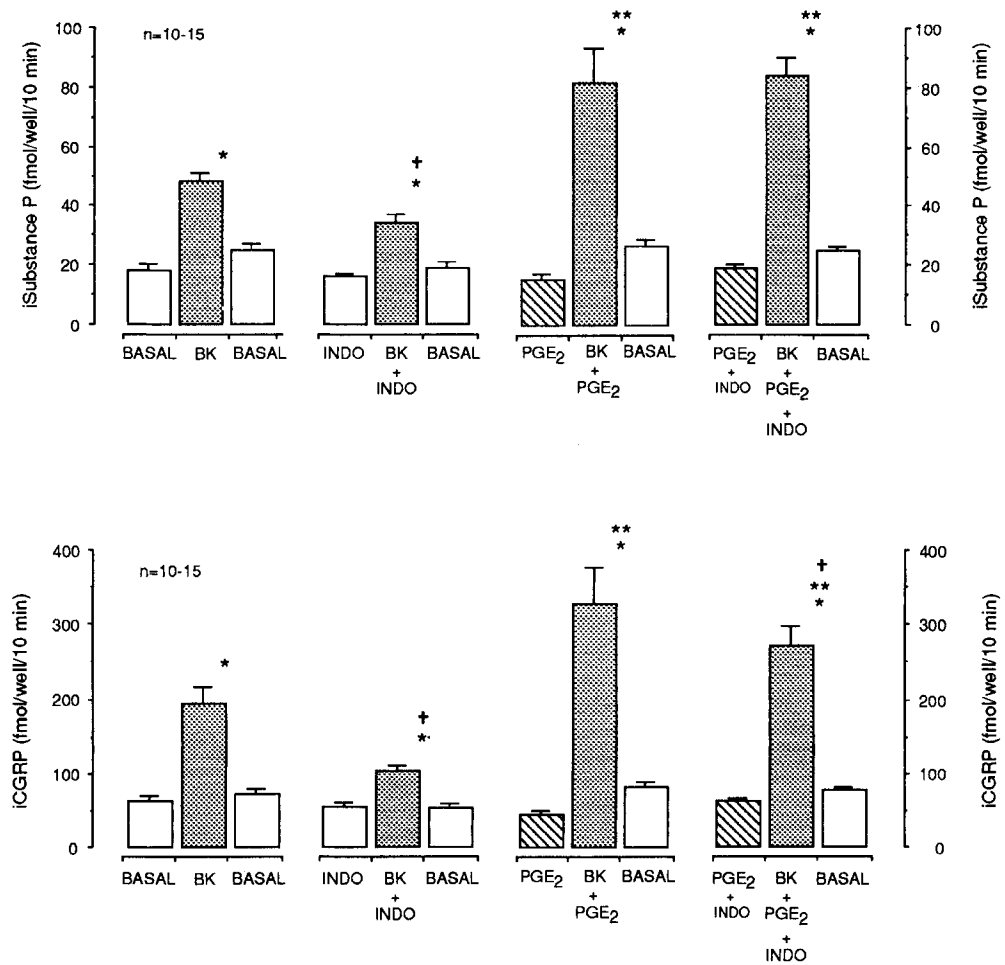 n=10-15
**
**
*
*
*
†
*
iSubstance P (fmol/well/10 min)
100
80
60
40
20
0
100
80
60
40
20
0
iSubstance P (fmol/well/10 min)
BASAL BK BASAL
INDO BK + INDO BASAL
PGE2 BK + PGE2 BASAL
PGE2 + INDO BK + PGE2 + INDO BASAL
n=10-15
**
*
†
**
*
*
†
*
iCGRP (fmol/well/10 min)
400
300
200
100
0
400
300
200
100
0
iCGRP (fmol/well/10 min)
BASAL BK BASAL
INDO BK + INDO BASAL
PGE2 BK + PGE2 BASAL
PGE2 + INDO BK + PGE2 + INDO BASAL